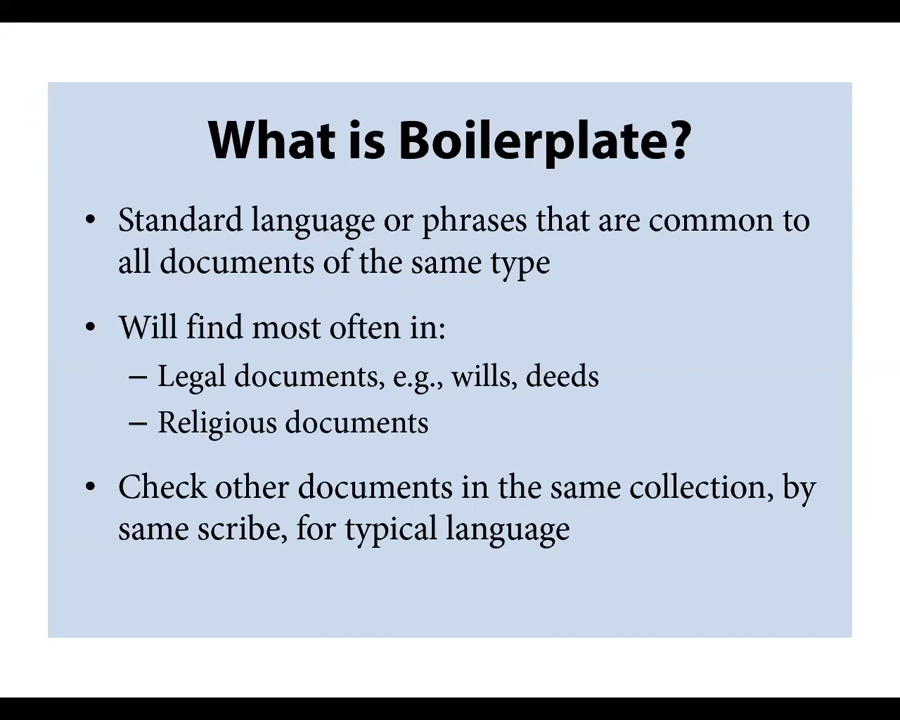 What is Boilerplate?
• Standard language or phrases that are common to
all documents of the same type
• Will find most often in:
– Legal documents, e.g., wills, deeds
– Religious documents
• Check other documents in the same collection, by
same scribe, for typical language